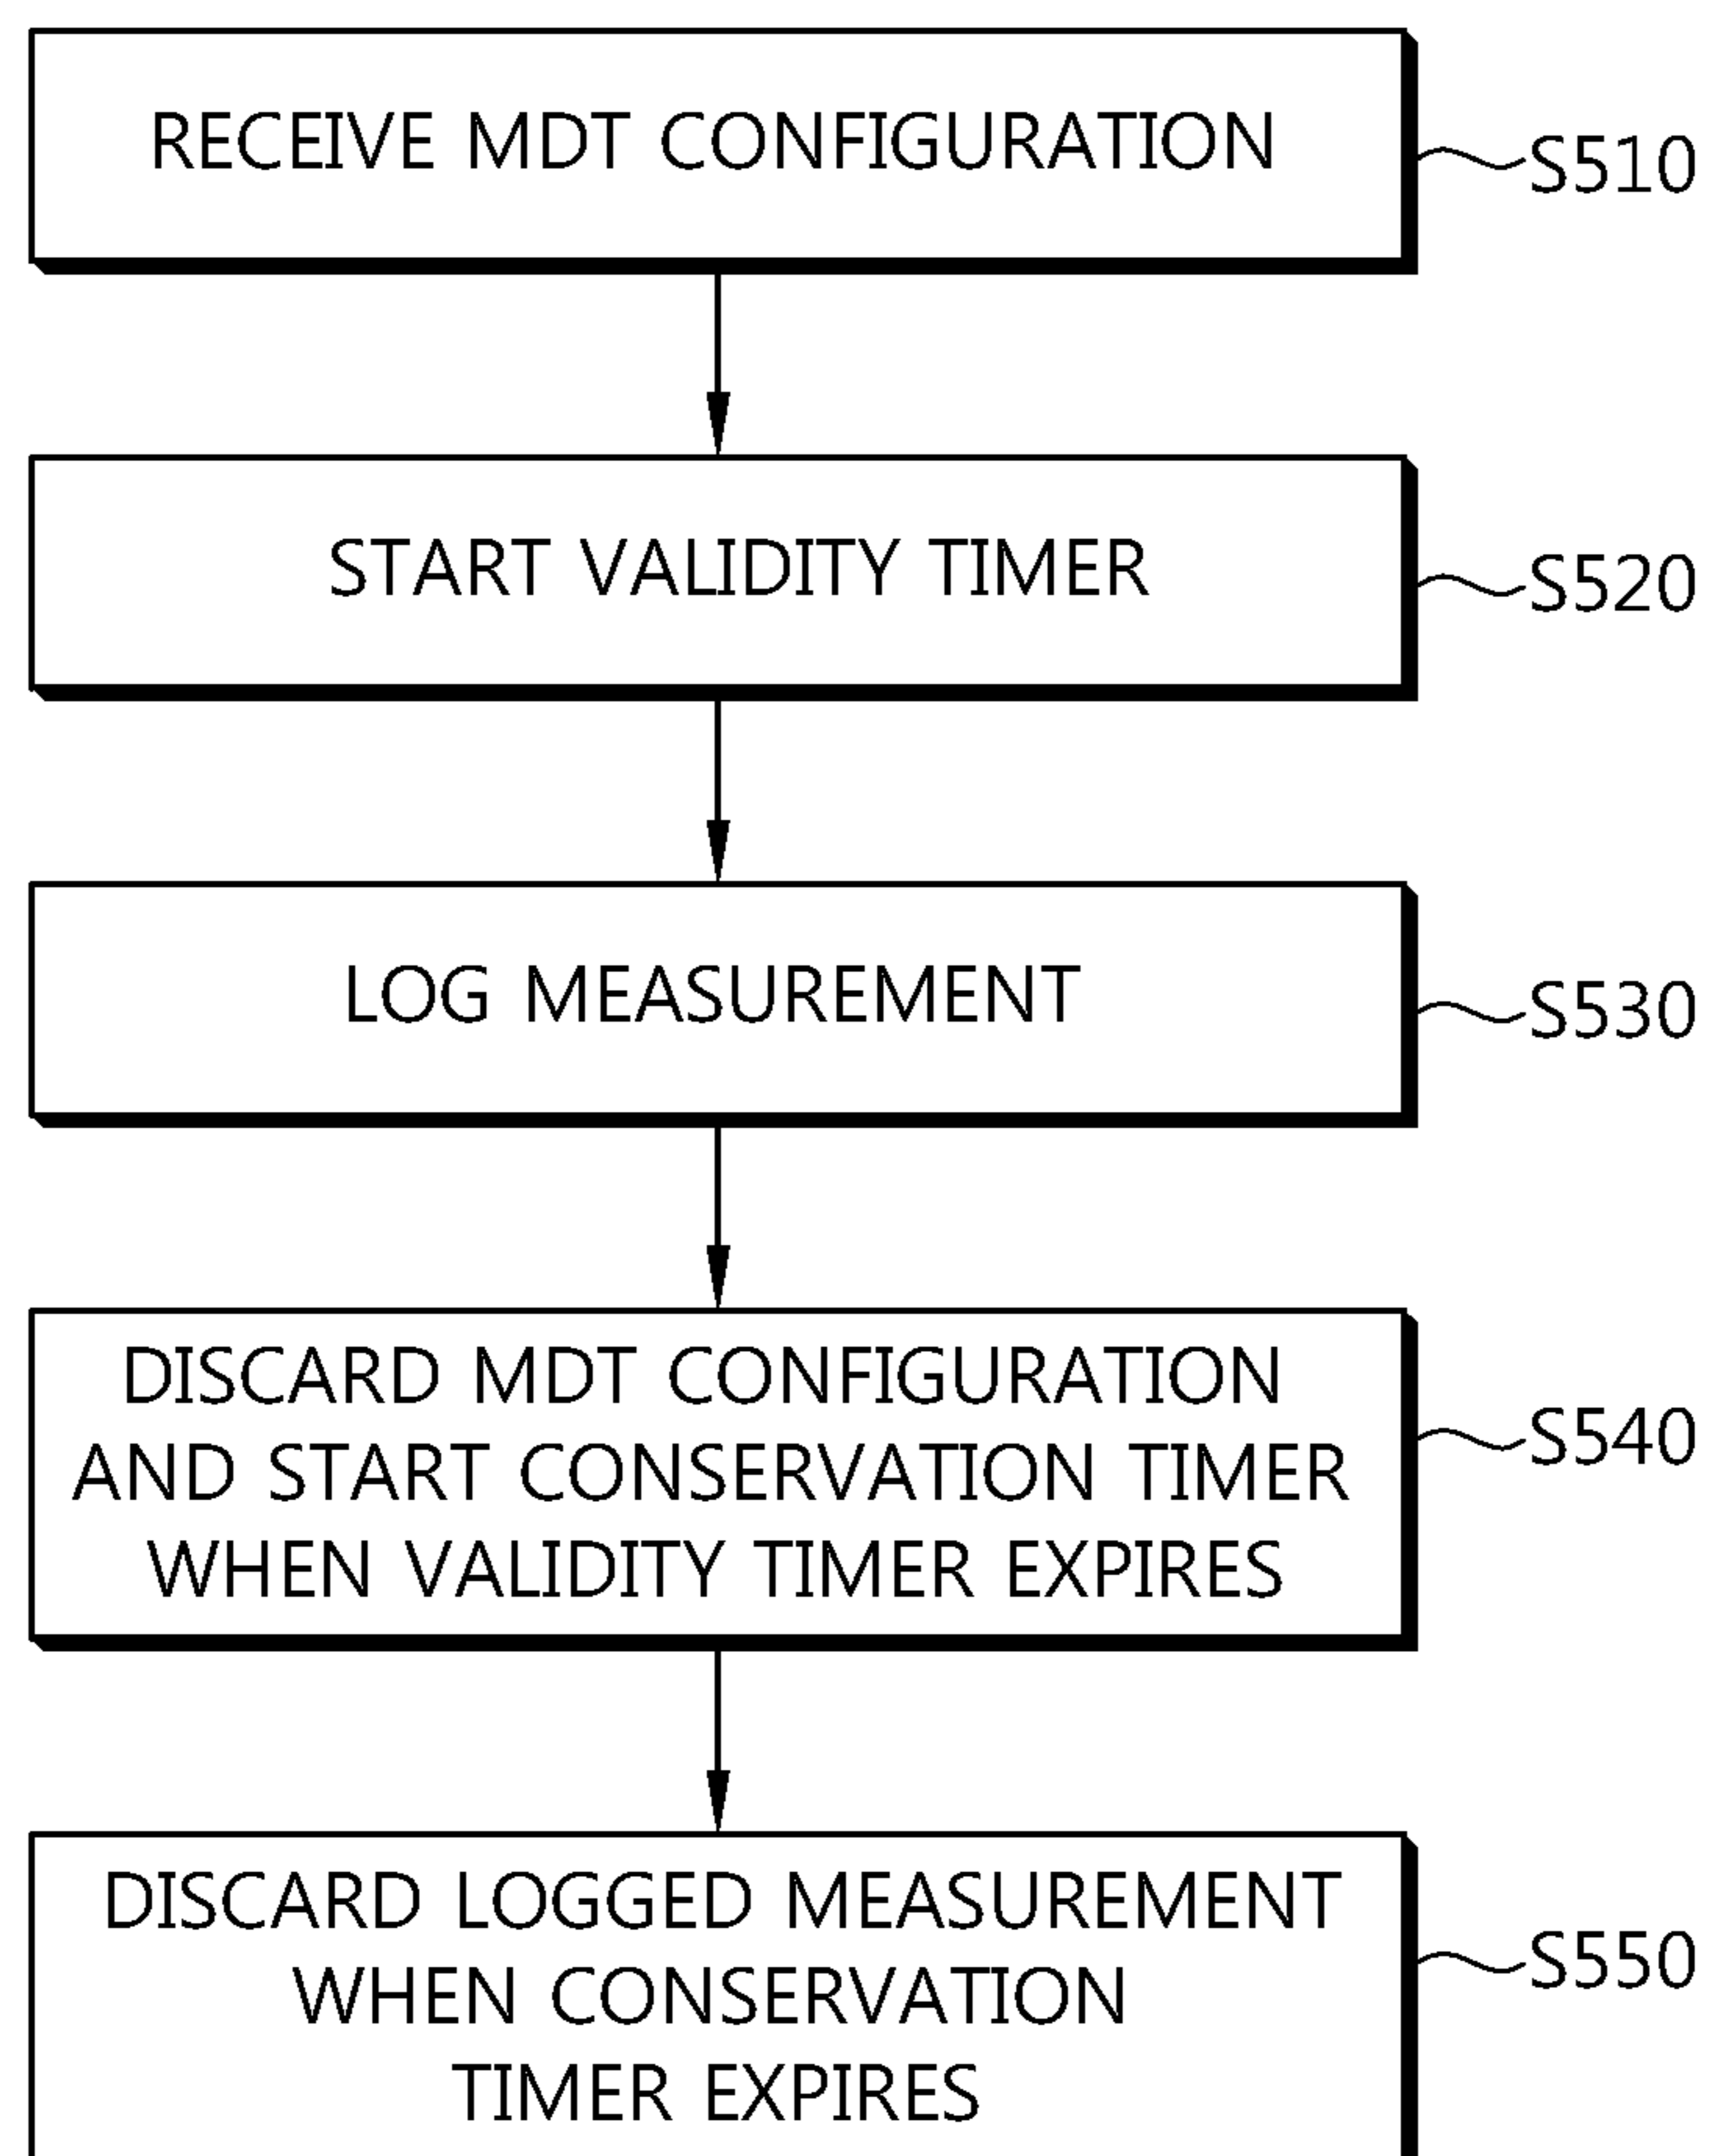 RECEIVE MDT CONFIGURATION
S510
START VALIDITY TIMER
S520
LOG MEASUREMENT
S530
DISCARD MDT CONFIGURATION
AND START CONSERVATION TIMER
WHEN VALIDITY TIMER EXPIRES
S540
DISCARD LOGGED MEASUREMENT
WHEN CONSERVATION
TIMER EXPIRES
S550